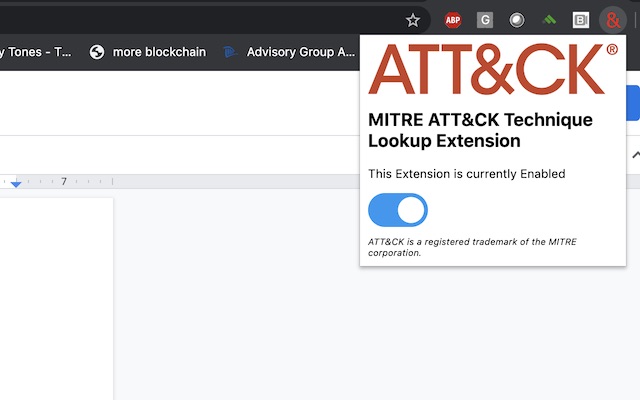 ABP
G
B
&
y Tones - T...
more blockchain
Advisory Group A...
ATT&CK®
MITRE ATT&CK Technique
Lookup Extension
7
This Extension is currently Enabled
ATT&CK is a registered trademark of the MITRE
corporation.